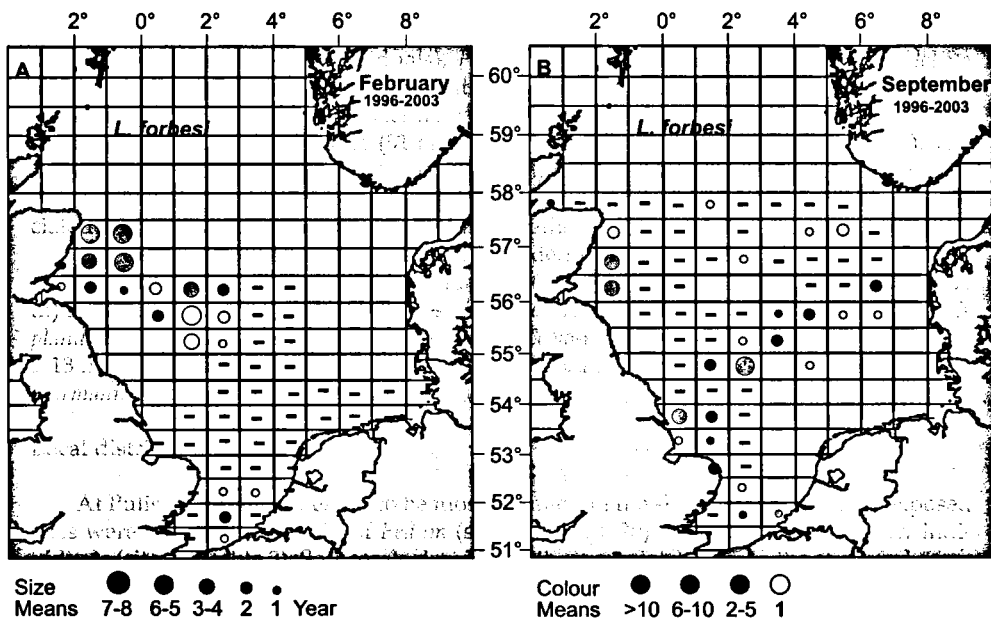 2° 0° 2° 4° 6° 8° 2° 0° 2° 4° 6° 8°
A
February
1996-2003
L. forbesi
B
September
1996-2003
L. forbesi
60°
59°
58°
57°
56°
55°
54°
53°
52°
51°
Size
Means 7-8 6-5 3-4 2 1 Year
Colour
Means >10 6-10 2-5 1